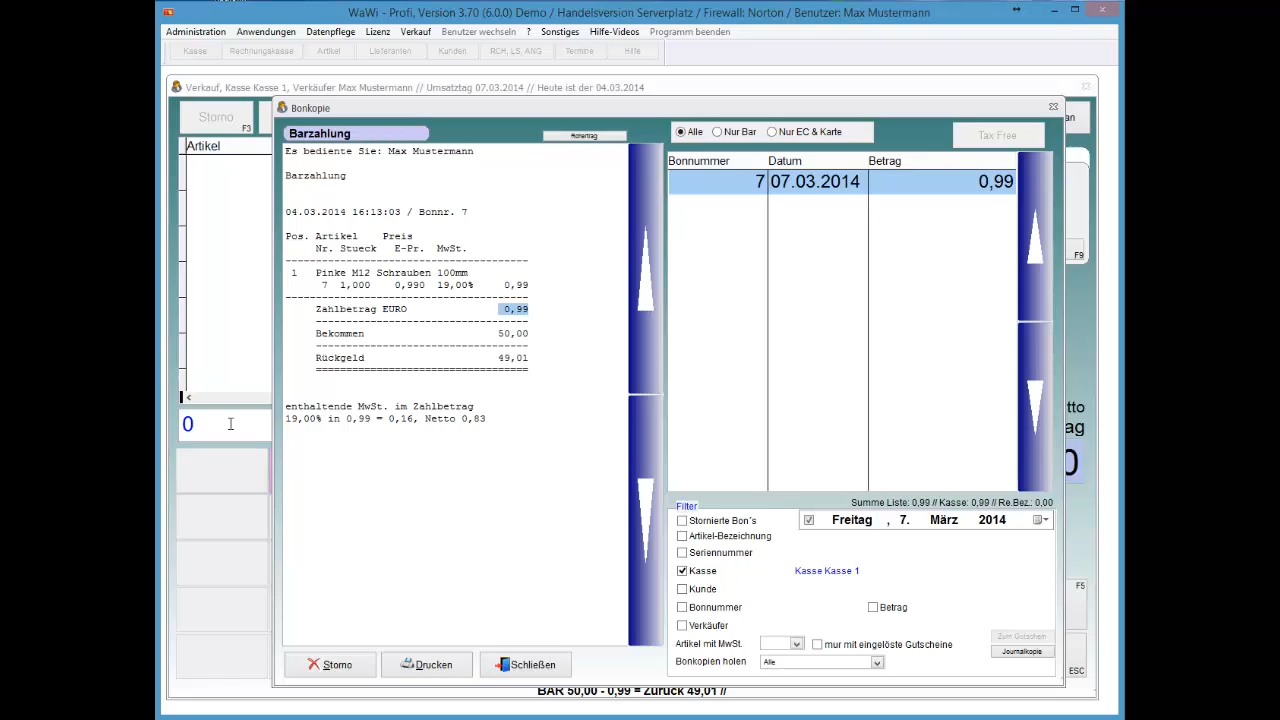 WaWi - Profi, Version 3.70 (6.0.0) Demo / Handelsversion Serverplatz / Firewall: Norton / Benutzer: Max Mustermann
Administration Anwendungen Datenpflege Lizenz Verkauf Benutzer wechseln ? Sonstiges Hilfe-Videos Programm beenden
Kasse Rechnungskasse Artikel Lieferanten Kunden RCH, LS, ANG Termine Hilfe
Verkauf, Kasse Kasse 1, Verkäufer Max Mustermann // Umsatztag 07.03.2014 // Heute ist der 04.03.2014
Storno
F3
Artikel
0
Bonkopie
Barzahlung
Rohertrag
Es bediente Sie: Max Mustermann
Barzahlung
04.03.2014 16:13:03 / Bonnr. 7
Pos. Artikel Preis
Nr. Stueck E-Pr. MwSt.
1 Pinke M12 Schrauben 100mm
7 1,000 0,990 19,00% 0,99
Zahlbetrag EURO 0,99
Bekommen 50,00
Rückgeld 49,01
enthaltende MwSt. im Zahlbetrag
19,00% in 0,99 = 0,16, Netto 0,83
Storno Drucken Schließen
Alle Nur Bar Nur EC & Karte
Tax Free
Bonnummer Datum Betrag
7 07.03.2014 0,99
Summe Liste: 0,99 // Kasse: 0,99 // Re.Bez.: 0,00
Filter
Stornierte Bon´s
Freitag , 7. März 2014
Artikel-Bezeichnung
Seriennummer
Kasse Kasse Kasse 1
Kunde
Bonnummer Betrag
Verkäufer
Artikel mit MwSt. nur mit eingelöste Gutscheine
Zum Gutschein
Journalkopie
Bonkopien holen Alle
an
F9
tto
ag
0
F5
ESC
BAR 50,00 - 0,99 = Zurück 49,01 //